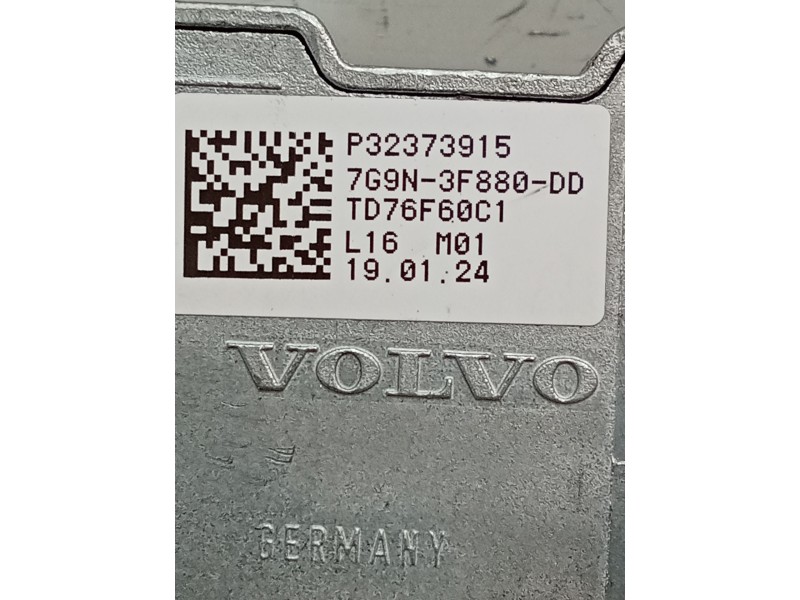 P32373915
7G9N-3F880-DD
TD76F60C1
L16 M01
19.01.24
VOLVO
GERMANY